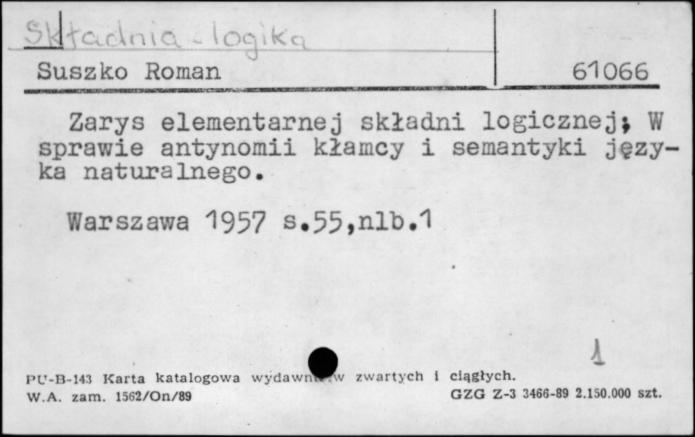 Składnia - logika
Suszko Roman 61066
Zarys elementarnej składni logicznej; W
sprawie antynomii kłamcy i semantyki języ-
ka naturalnego.
Warszawa 1957 s.55,nlb.1
1
PU-B-143 Karta katalogowa zwartych i ciągłych.
W.A. zam. 1562/On/89 GZG Z-3 3466-89 2.150.000 szt.